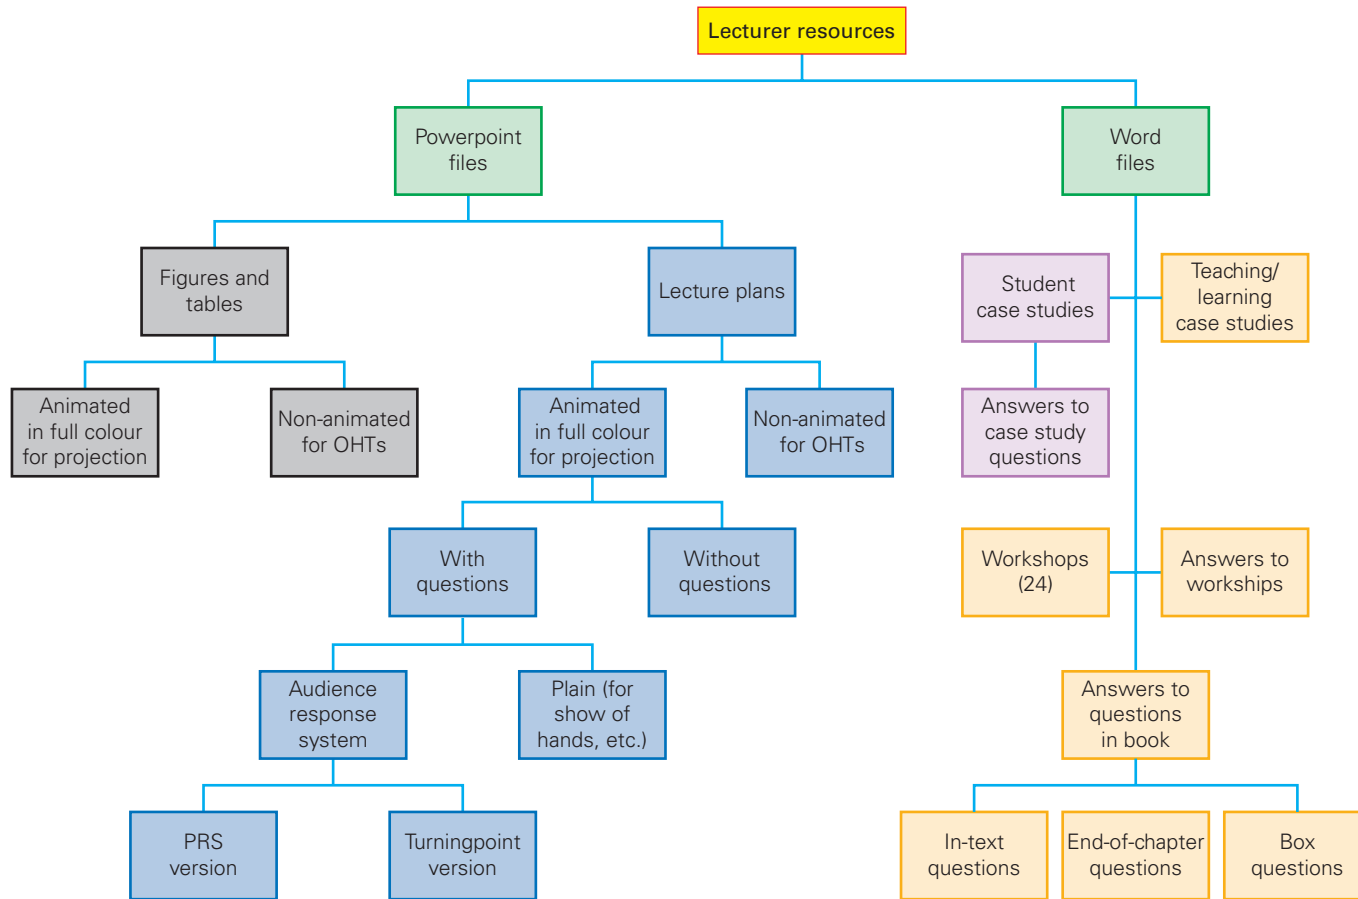 Lecturer resources
Powerpoint
files
Word
files
Figures and
tables
Lecture plans
Student
case studies
Teaching/
learning
case studies
Animated
in full colour
for projection
Non-animated
for OHTs
Animated
in full colour
for projection
Non-animated
for OHTs
Answers to
case study
questions
With
questions
Without
questions
Workshops
(24)
Answers to
workships
Audience
response
system
Plain (for
show of
hands, etc.)
Answers to
questions
in book
PRS
version
Turningpoint
version
In-text
questions
End-of-chapter
questions
Box
questions